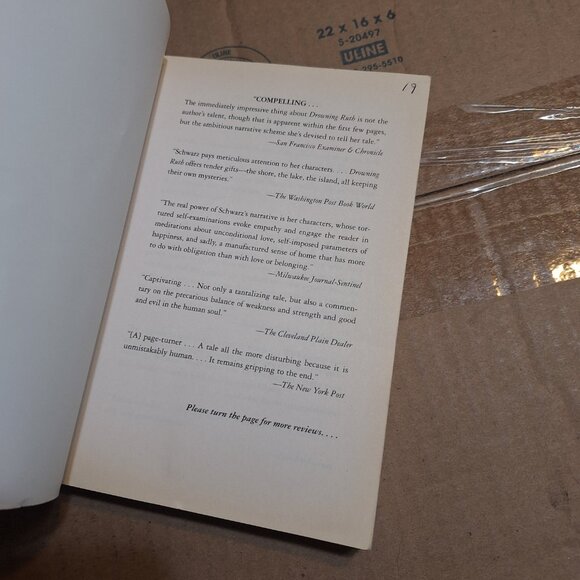 22 x 16 x 6
S-20497
ULINE
295-5510
ULINE
19
"COMPELLING . . .
The immediately impressive thing about Drowning Ruth is not the
author's talent, though that is apparent within the first few pages,
but the ambitious narrative scheme she's devised to tell her tale."
—San Francisco Examiner & Chronicle
"Schwarz pays meticulous attention to her characters. . . . Drowning
Ruth offers tender gifts—the shore, the lake, the island, all keeping
their own mysteries."
—The Washington Post Book World
"The real power of Schwarz's narrative is her characters, whose tor-
tured self-examinations evoke empathy and engage the reader in
meditations about unconditional love, self-imposed parameters of
happiness, and sadly, a manufactured sense of home that has more
to do with obligation than with love or belonging."
—Milwaukee Journal-Sentinel
"Captivating . . . Not only a tantalizing tale, but also a commen-
tary on the precarious balance of weakness and strength and good
and evil in the human soul."
—The Cleveland Plain Dealer
"[A] page-turner . . . A tale all the more disturbing because it is
unmistakably human. . . . It remains gripping to the end."
—The New York Post
Please turn the page for more reviews. . . .